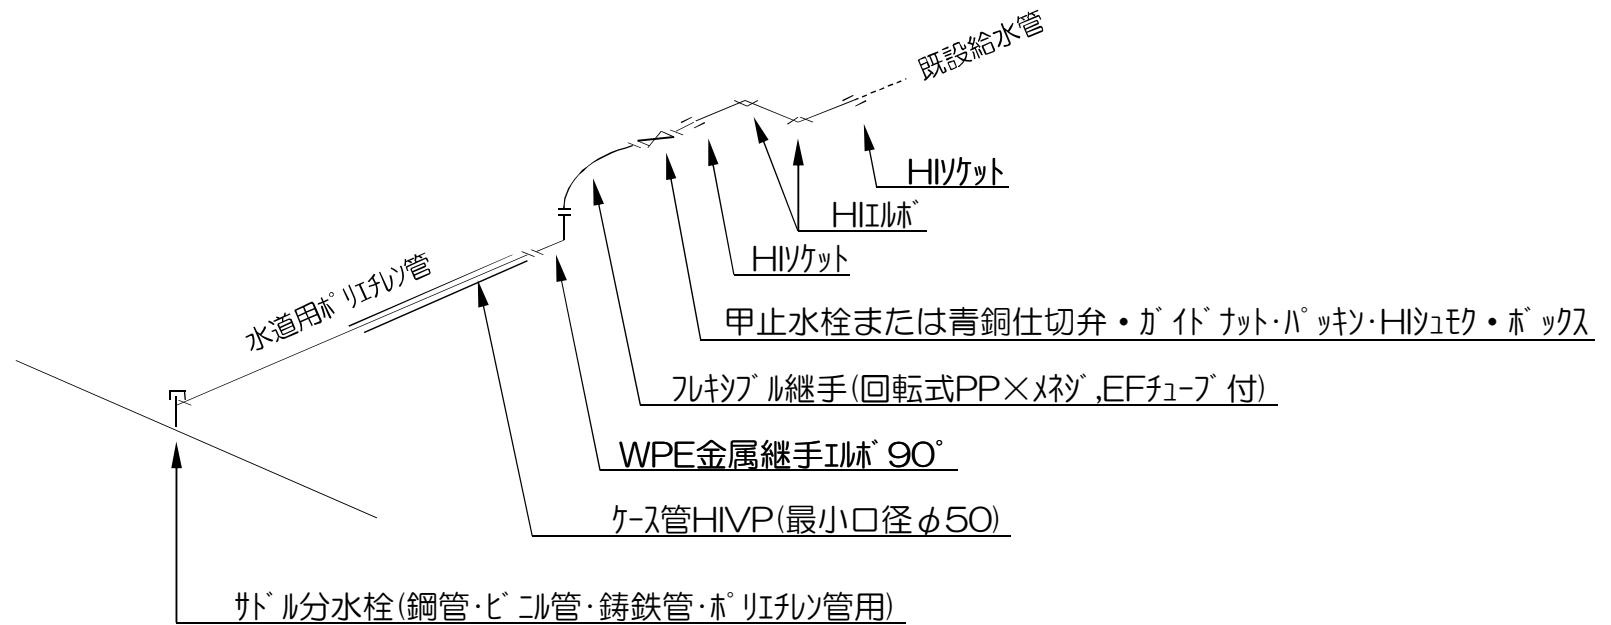 既設給水管
HIｿｹｯﾄ
HIｴﾙﾎﾞ
HIｿｹｯﾄ
水道用ﾎﾟﾘｴﾁﾚﾝ管
甲止水栓または青銅仕切弁・ｶﾞｲﾄﾞﾅｯﾄ･ﾊﾟｯｷﾝ･HIｼｭﾓｸ・ﾎﾞｯｸｽ
ﾌﾚｷｼﾌﾞﾙ継手(回転式PP×ﾒﾈｼﾞ,EFﾁｭｰﾌﾞ付)
WPE金属継手ｴﾙﾎﾞ90ﾟ
ｹｰｽ管HIVP(最小口径φ50)
ｻﾄﾞﾙ分水栓(鋼管･ﾋﾞﾆﾙ管･鋳鉄管･ﾎﾟﾘｴﾁﾚﾝ管用)